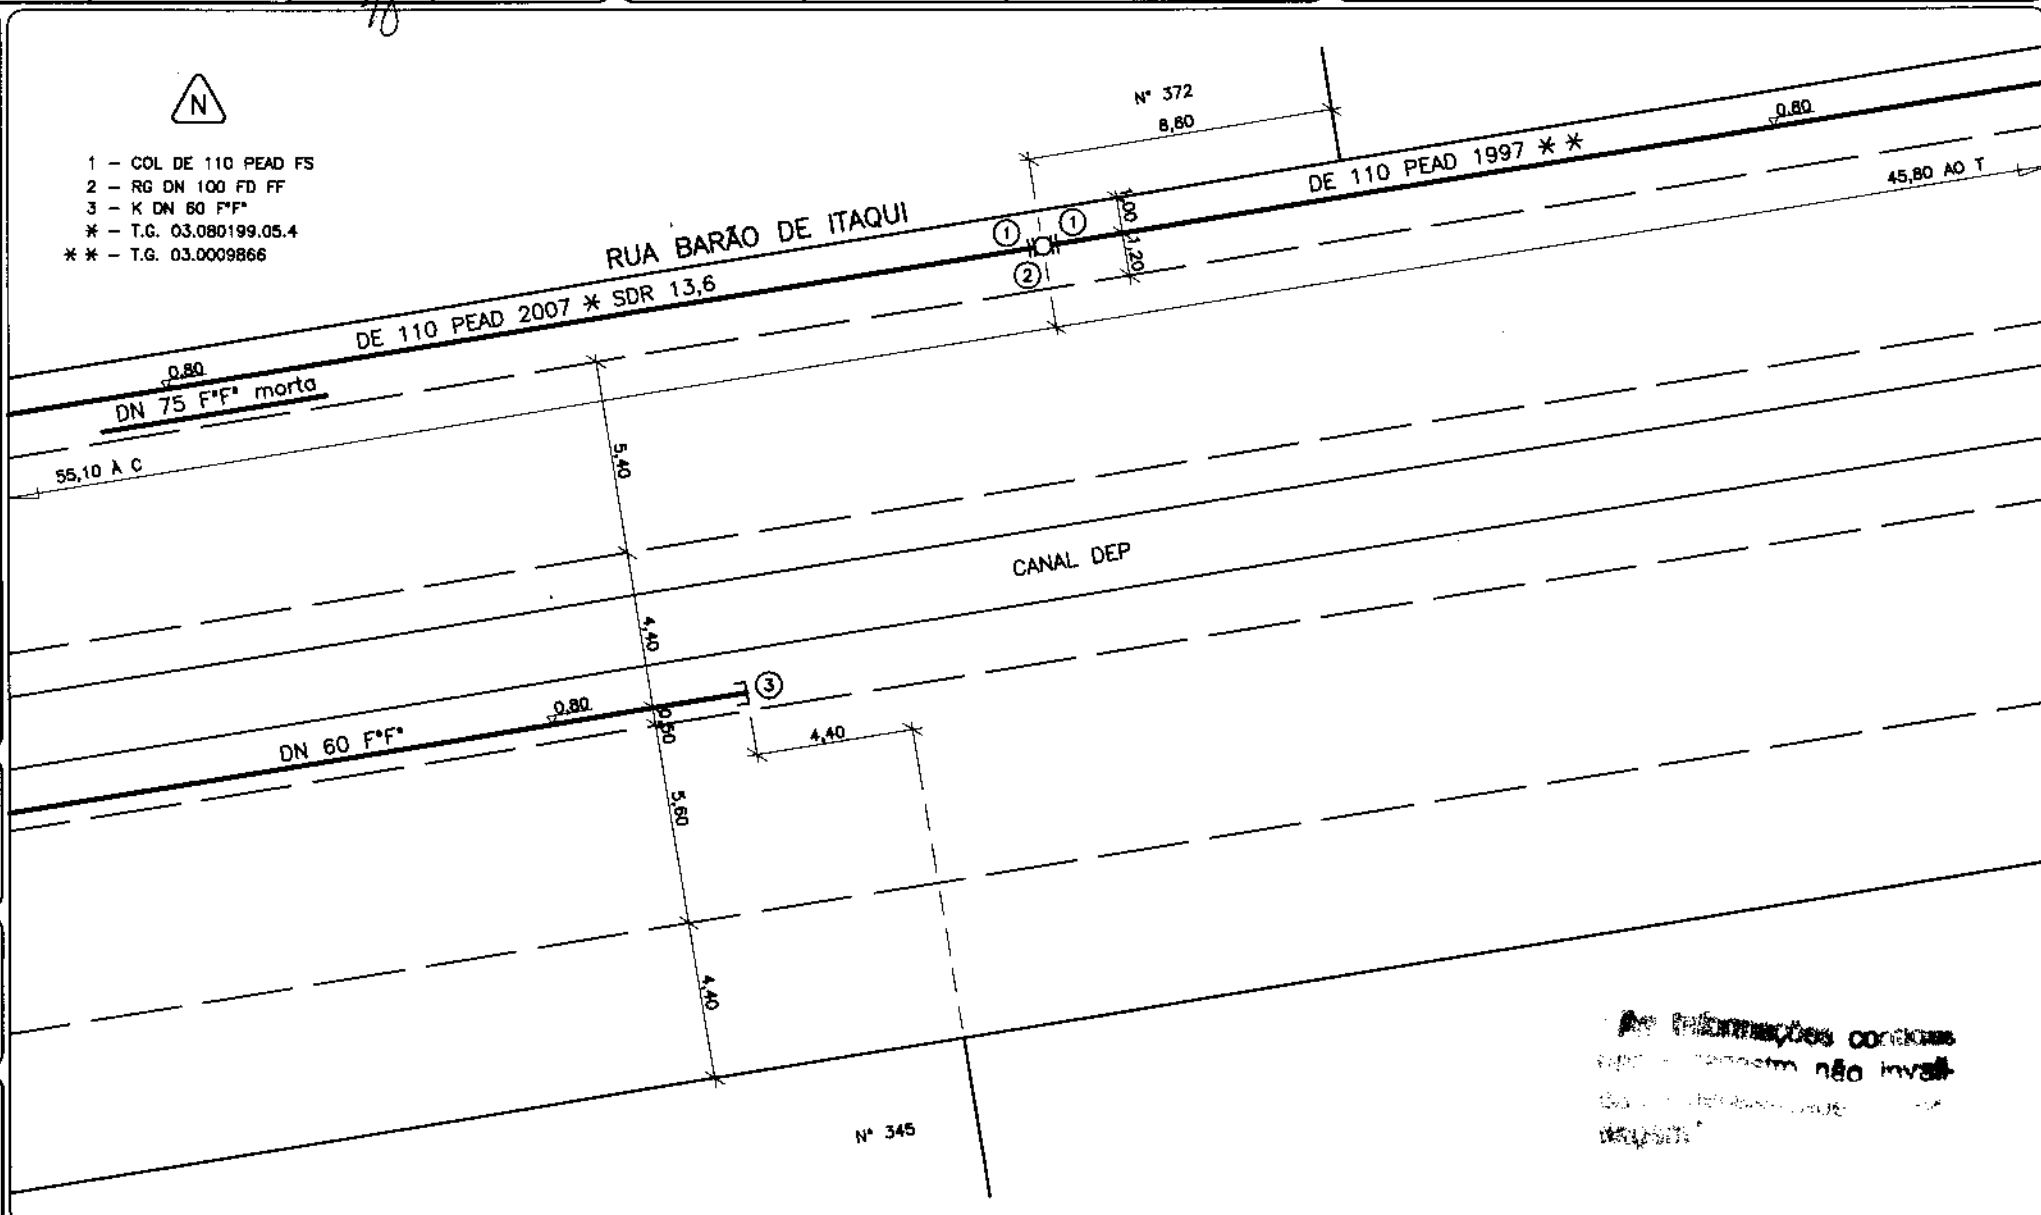 N
1 - COL DE 110 PEAD FS
2 - RG DN 100 FD FF
3 - K DN 60 F°F°
* - T.G. 03.080199.05.4
* * - T.G. 03.0009866
N° 372
8,80
0,80
DE 110 PEAD 1997 * *
45,80 AO T
RUA BARÃO DE ITAQUI
1
1
1,00
1,20
2
DE 110 PEAD 2007 * SDR 13,6
0,80
DN 75 F°F° morta
55,10 À C
5,40
CANAL DEP
4,40
3
0,80
0,50
DN 60 F°F°
4,40
5,60
4,40
N° 345
informações
não